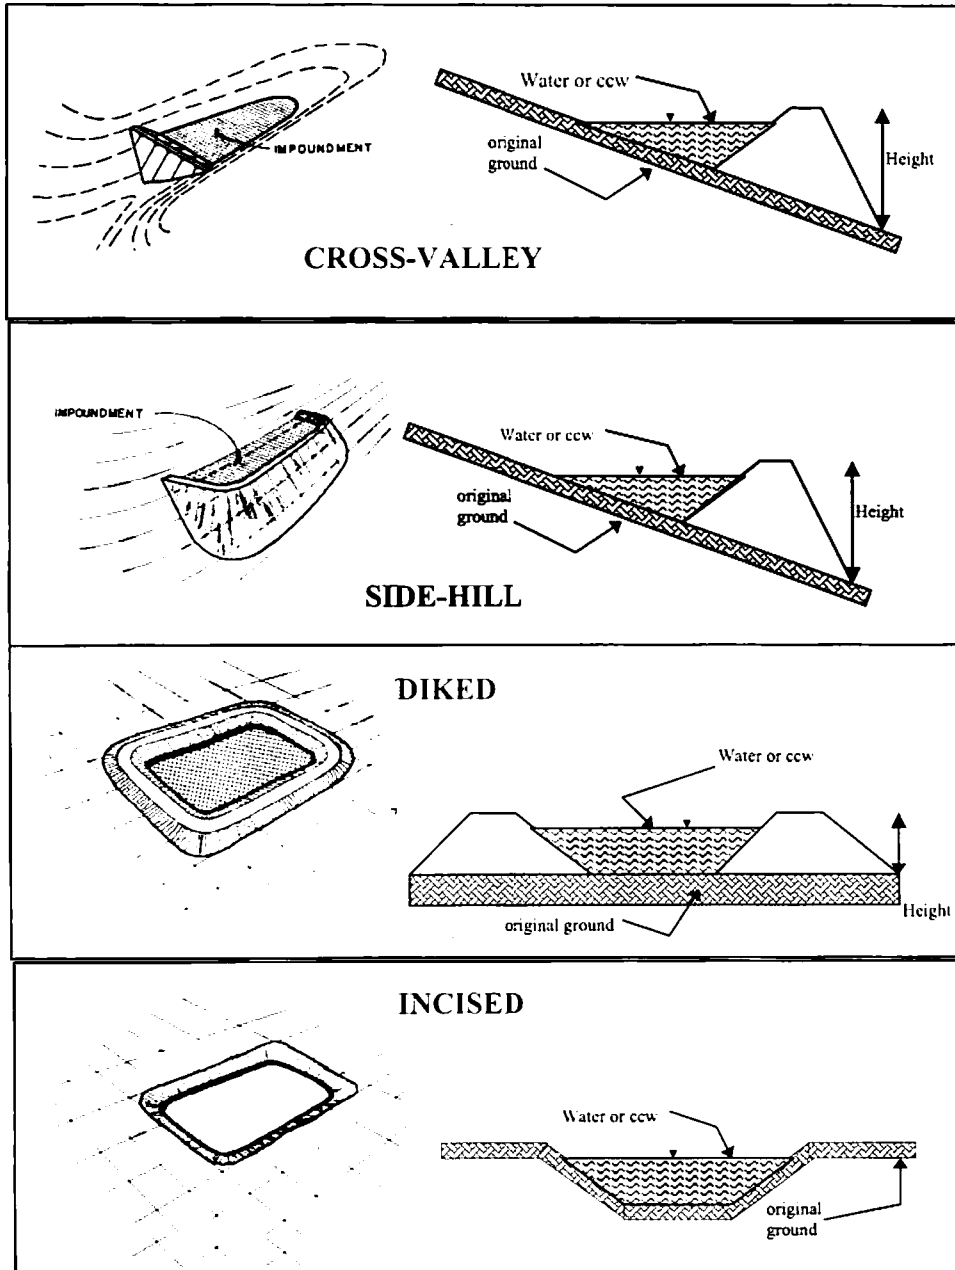 Water or ccw
IMPOUNDMENT
original
ground
Height
CROSS-VALLEY
IMPOUNDMENT
Water or ccw
original
ground
Height
SIDE-HILL
DIKED
Water or ccw
Height
original ground
INCISED
Water or ccw
original
ground